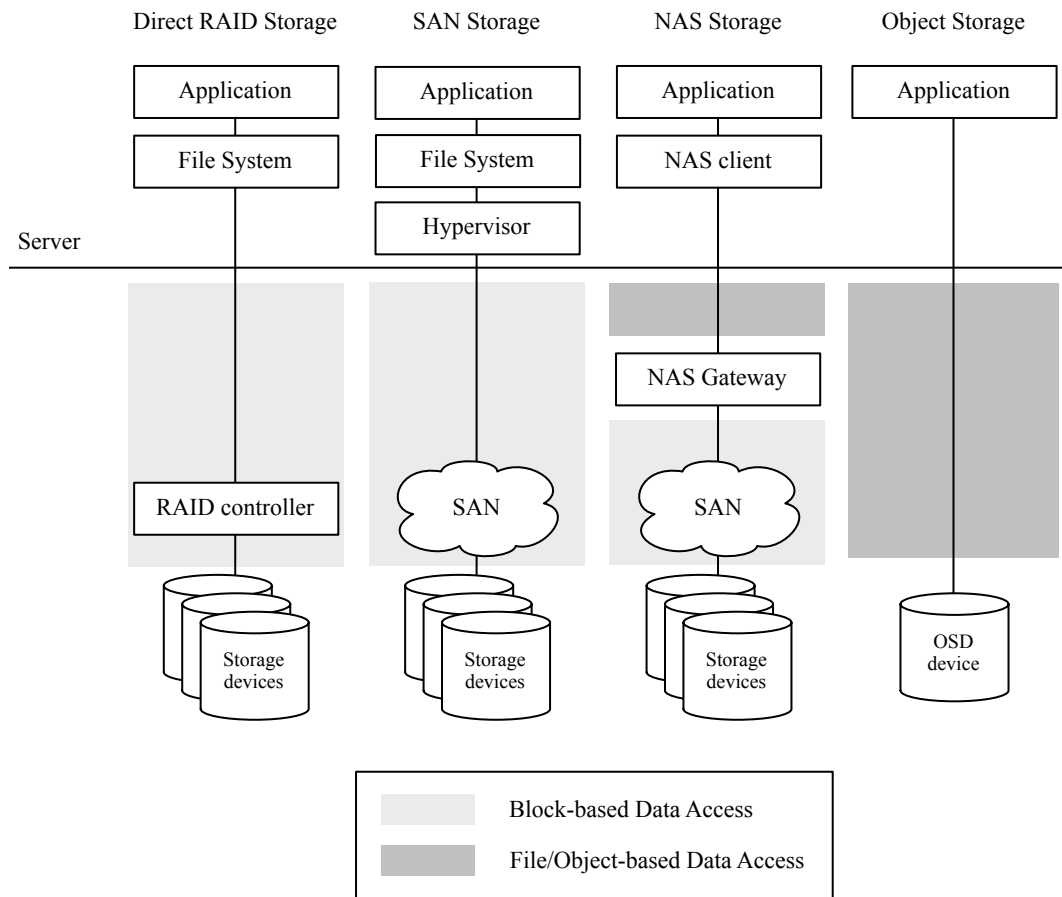 Direct RAID Storage
SAN Storage
NAS Storage
Object Storage
Application
Application
Application
Application
File System
File System
NAS client
Hypervisor
Server
NAS Gateway
RAID controller
SAN
SAN
Storage
devices
Storage
devices
Storage
devices
OSD
device
Block-based Data Access
File/Object-based Data Access